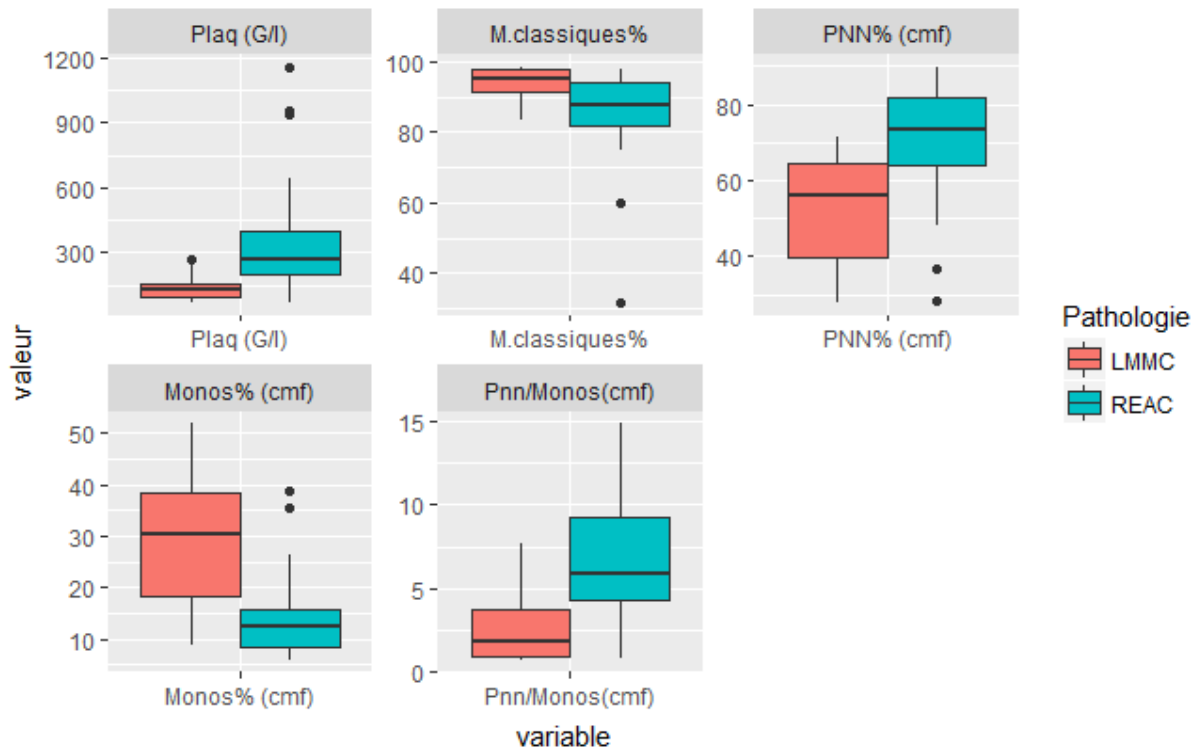 Plaq (G/l)
M.classiques%
PNN% (cmf)
1200
900
600
300
100
80
60
40
80
60
40
Plaq (G/l)
M.classiques%
PNN% (cmf)
valeur
Monos% (cmf)
Pnn/Monos(cmf)
50
40
30
20
10
15
10
5
0
Monos% (cmf)
Pnn/Monos(cmf)
variable
Pathologie
LMMC
REAC